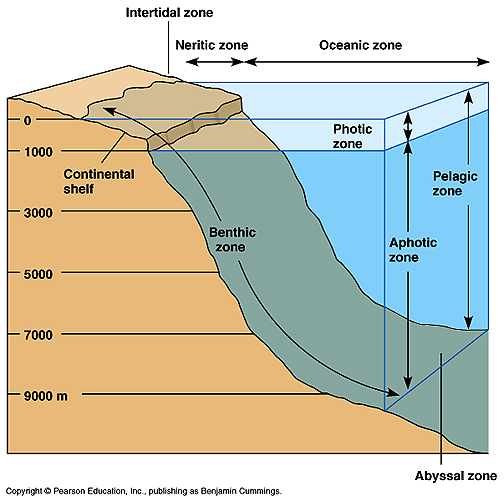 Intertidal zone
Neritic zone
Oceanic zone
0
1000
3000
5000
7000
9000 m
Continental
shelf
Benthic
zone
Photic
zone
Aphotic
zone
Pelagic
zone
Abyssal zone
Copyright © Pearson Education, Inc., publishing as Benjamin Cummings.